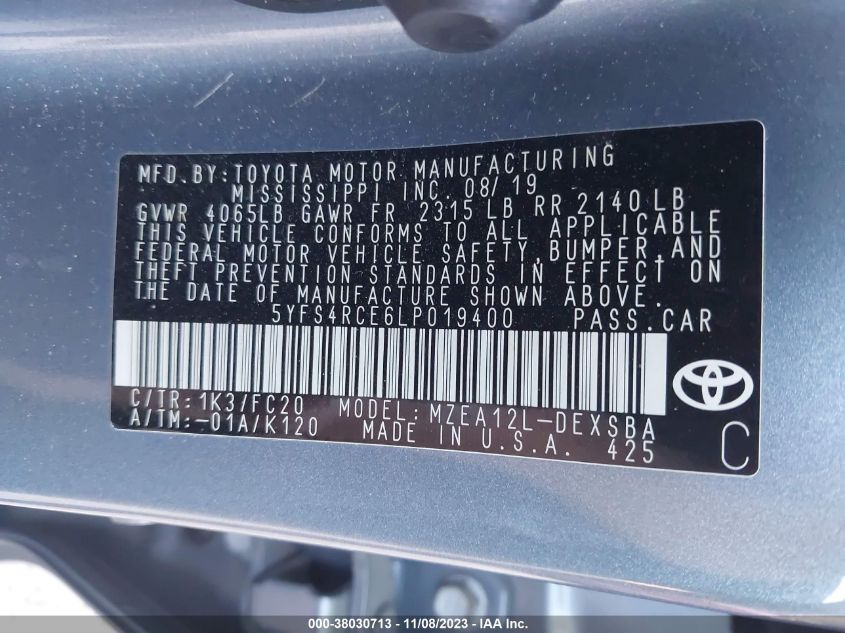 MFD.BY:TOYOTA MOTOR MANUFACTURING
MISSISSIPPI INC. 08/19
GVWR 4065LB GAWR FR 2315 LB RR 2140 LB
THIS VEHICLE CONFORMS TO ALL APPLICABLE
FEDERAL MOTOR VEHICLE SAFETY,BUMPER,AND
THEFT PREVENTION STANDARDS IN EFFECT ON
THE DATE OF MANUFACTURE SHOWN ABOVE.
5YFS4RCE6LP019400 PASS.CAR
C/TR:1K3/FC20 MODEL:MZEA12L-DEXSBA
A/TM:-01A/K120 MADE IN U.S.A. 425
C
000-38030713 - 11/08/2023 - IAA Inc.